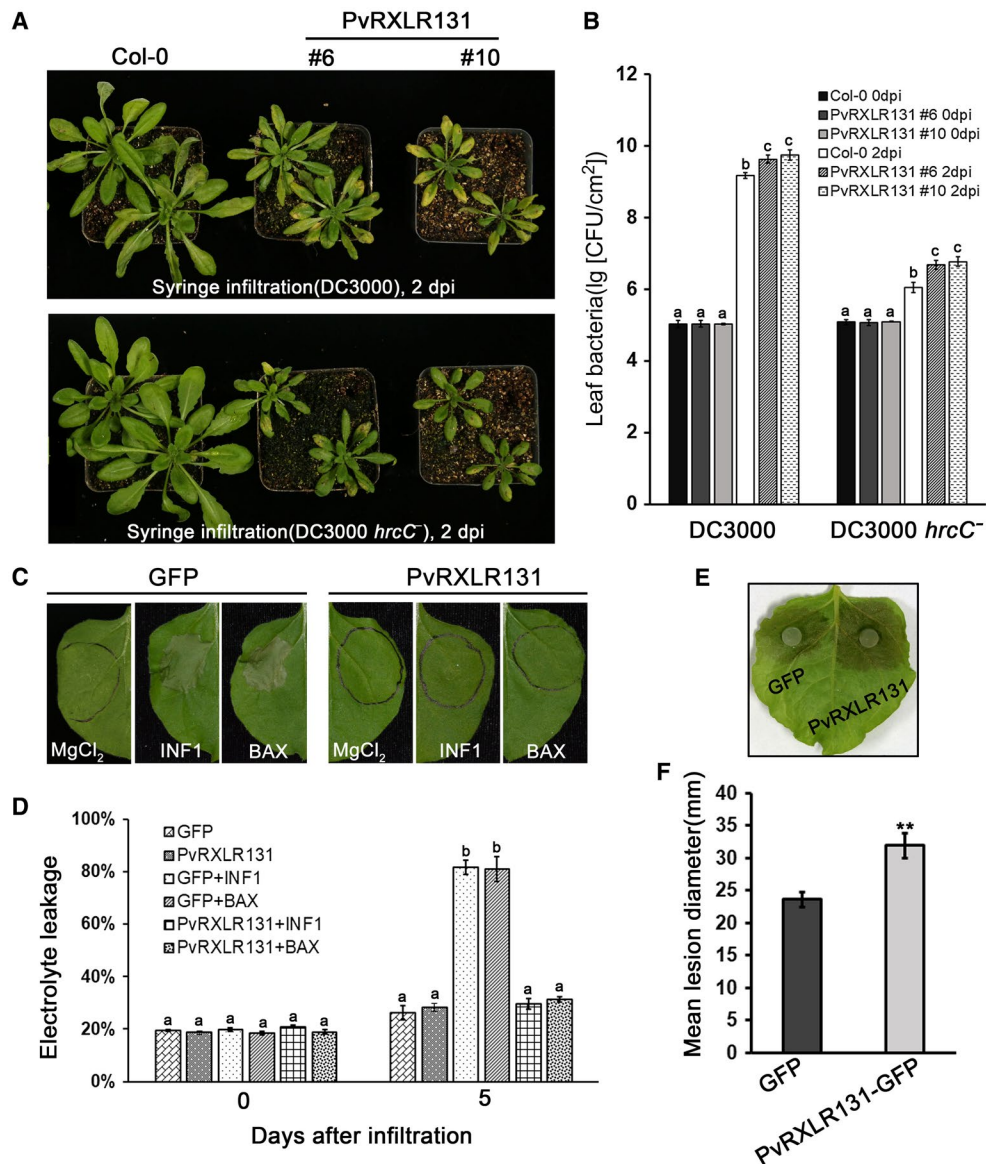 A
PvRXLR131
Col-0 #6 #10
Syringe infiltration(DC3000), 2 dpi
Syringe infiltration(DC3000 hrcC⁻), 2 dpi
B
Leaf bacteria(lg [CFU/cm²])
12
10
8
6
4
2
0
Col-0 0dpi
PvRXLR131 #6 0dpi
PvRXLR131 #10 0dpi
Col-0 2dpi
PvRXLR131 #6 2dpi
PvRXLR131 #10 2dpi
a a a b c c
a a a b c c
DC3000 DC3000 hrcC⁻
C
GFP PvRXLR131
MgCl₂ INF1 BAX MgCl₂ INF1 BAX
D
Electrolyte leakage
100%
80%
60%
40%
20%
0%
GFP
PvRXLR131
GFP+INF1
GFP+BAX
PvRXLR131+INF1
PvRXLR131+BAX
a a a a a a
a a b b a a
0 5
Days after infiltration
E
GFP
PvRXLR131
F
Mean lesion diameter(mm)
40
35
30
25
20
15
10
5
0
**
GFP
PvRXLR131-GFP